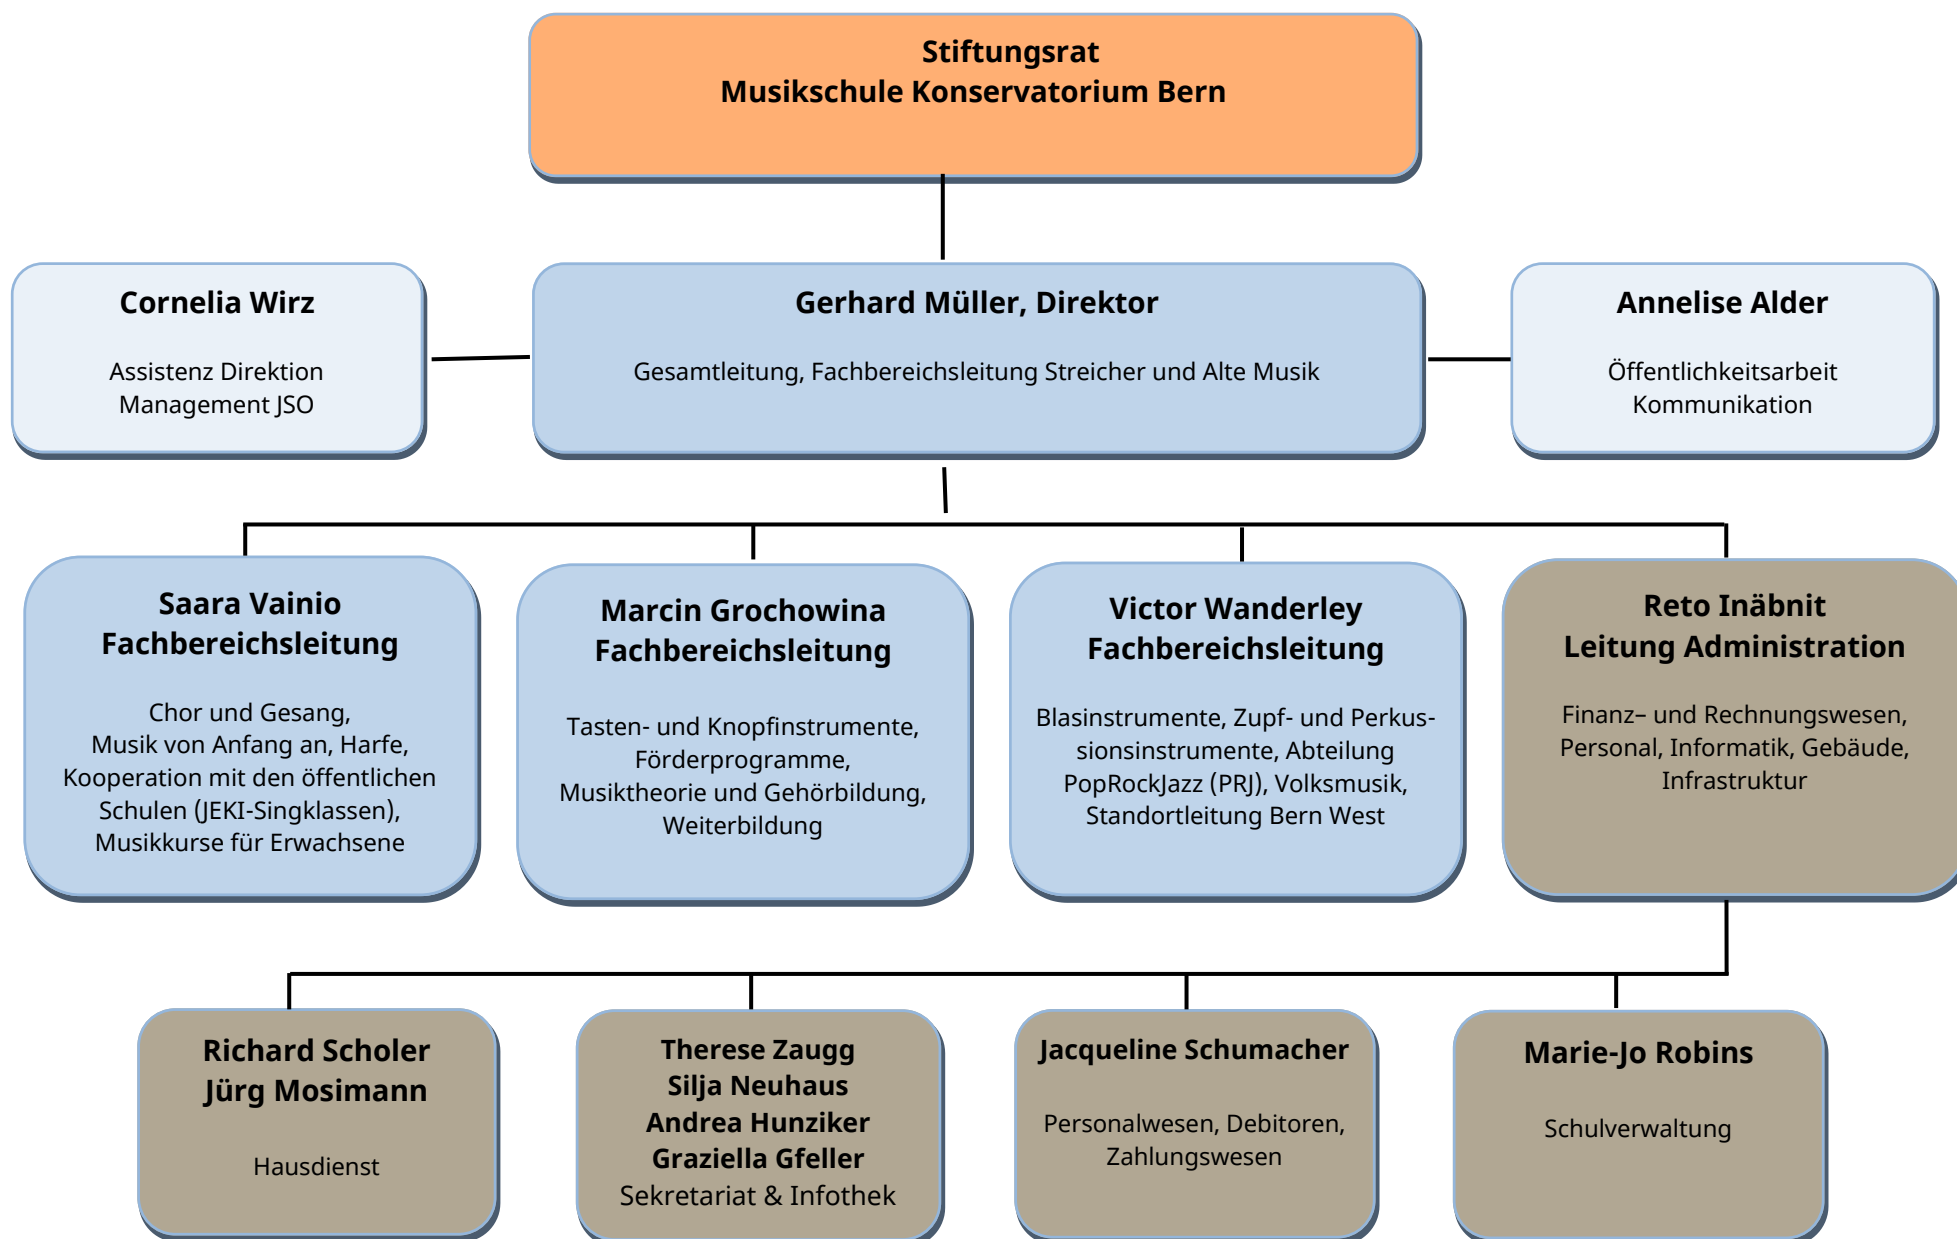 Stiftungsrat
Musikschule Konservatorium Bern
Cornelia Wirz
Assistenz Direktion
Management JSO
Gerhard Müller, Direktor
Gesamtleitung, Fachbereichsleitung Streicher und Alte Musik
Annelise Alder
Öffentlichkeitsarbeit
Kommunikation
Saara Vainio
Fachbereichsleitung
Chor und Gesang,
Musik von Anfang an, Harfe,
Kooperation mit den öffentlichen
Schulen (JEKI-Singklassen),
Musikkurse für Erwachsene
Marcin Grochowina
Fachbereichsleitung
Tasten- und Knopfinstrumente,
Förderprogramme,
Musiktheorie und Gehörbildung,
Weiterbildung
Victor Wanderley
Fachbereichsleitung
Blasinstrumente, Zupf- und Perkus-
sionsinstrumente, Abteilung
PopRockJazz (PRJ), Volksmusik,
Standortleitung Bern West
Reto Inäbnit
Leitung Administration
Finanz– und Rechnungswesen,
Personal, Informatik, Gebäude,
Infrastruktur
Richard Scholer
Jürg Mosimann
Hausdienst
Therese Zaugg
Silja Neuhaus
Andrea Hunziker
Graziella Gfeller
Sekretariat & Infothek
Jacqueline Schumacher
Personalwesen, Debitoren,
Zahlungswesen
Marie-Jo Robins
Schulverwaltung